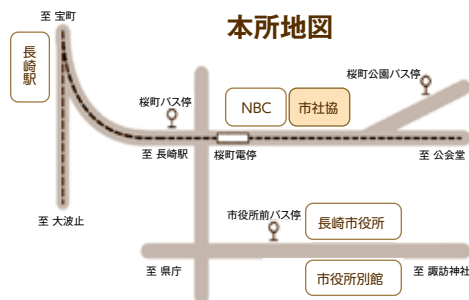 本所地図
至 宝町
長崎駅
桜町バス停
NBC
市社協
桜町公園バス停
至 長崎駅
桜町電停
至 公会堂
至 大波止
市役所前バス停
長崎市役所
至 県庁
市役所別館
至 諏訪神社